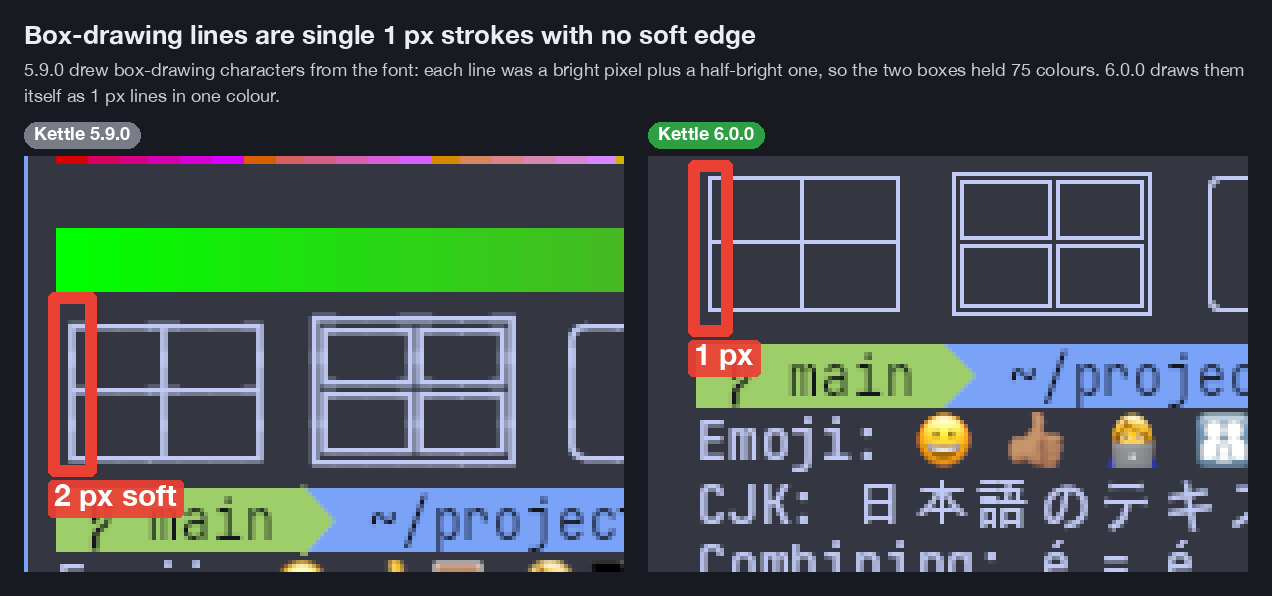 Box-drawing lines are single 1 px strokes with no soft edge
5.9.0 drew box-drawing characters from the font: each line was a bright pixel plus a half-bright one, so the two boxes held 75 colours. 6.0.0 draws them
itself as 1 px lines in one colour.
Kettle 5.9.0
2 px soft
main ~/project
Kettle 6.0.0
1 px
main ~/projec
Emoji: 😀 👍🏽
CJK: 日本語のテキ
Combining: é = é